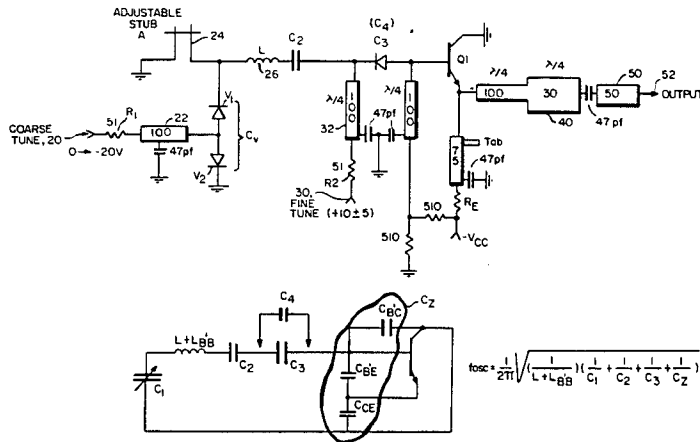 ADJUSTABLE
STUB
A
24
L
26
C2
(C4)
C3
Q1
λ/4
100
λ/4
30
40
47pf
50
50
52
OUTPUT
COARSE
TUNE, 20
0 → -20V
51
R1
22
100
47pf
V1
V2
CV
λ/4
100
32
47pf
λ/4
100
51
R2
30,
FINE
TUNE (+10±5)
510
510
75
Tab
47pf
RE
-VCC
C1
L+LB'B
C2
C4
C3
CZ
CB'C
CB'E
CCE
fosc = 1/2π √(1/(L+LB'B))(1/C1 + 1/C2 + 1/C3 + 1/CZ)